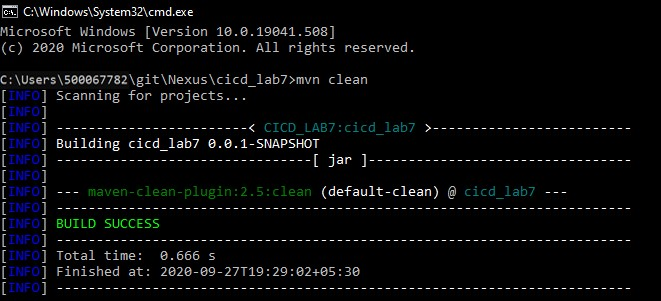 C:\Windows\System32\cmd.exe
Microsoft Windows [Version 10.0.19041.508]
(c) 2020 Microsoft Corporation. All rights reserved.
C:\Users\500067782\git\Nexus\cicd_lab7>mvn clean
[INFO] Scanning for projects...
[INFO]
[INFO] ----------------------< CICD_LAB7:cicd_lab7 >-----------------------
[INFO] Building cicd_lab7 0.0.1-SNAPSHOT
[INFO] --------------------------------[ jar ]---------------------------------
[INFO]
[INFO] --- maven-clean-plugin:2.5:clean (default-clean) @ cicd_lab7 ---
[INFO] ------------------------------------------------------------------------
[INFO] BUILD SUCCESS
[INFO] ------------------------------------------------------------------------
[INFO] Total time:  0.666 s
[INFO] Finished at: 2020-09-27T19:29:02+05:30
[INFO] ------------------------------------------------------------------------